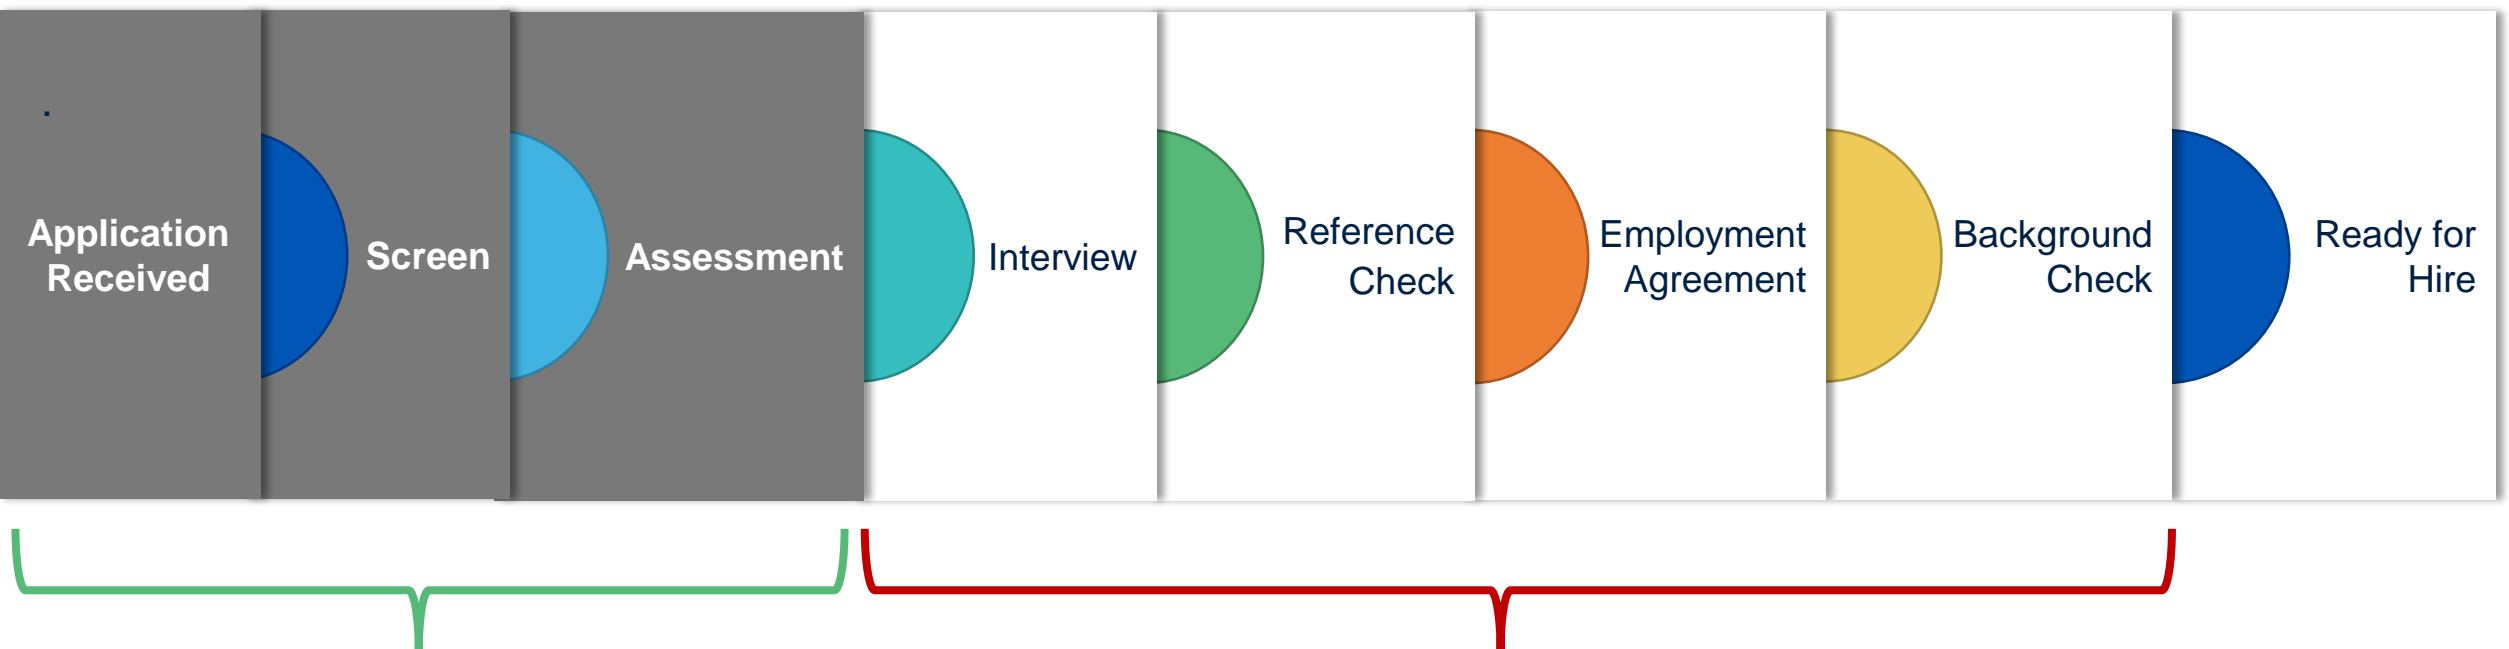 .
Application
Received
Screen
Assessment
Interview
Reference
Check
Employment
Agreement
Background
Check
Ready for
Hire